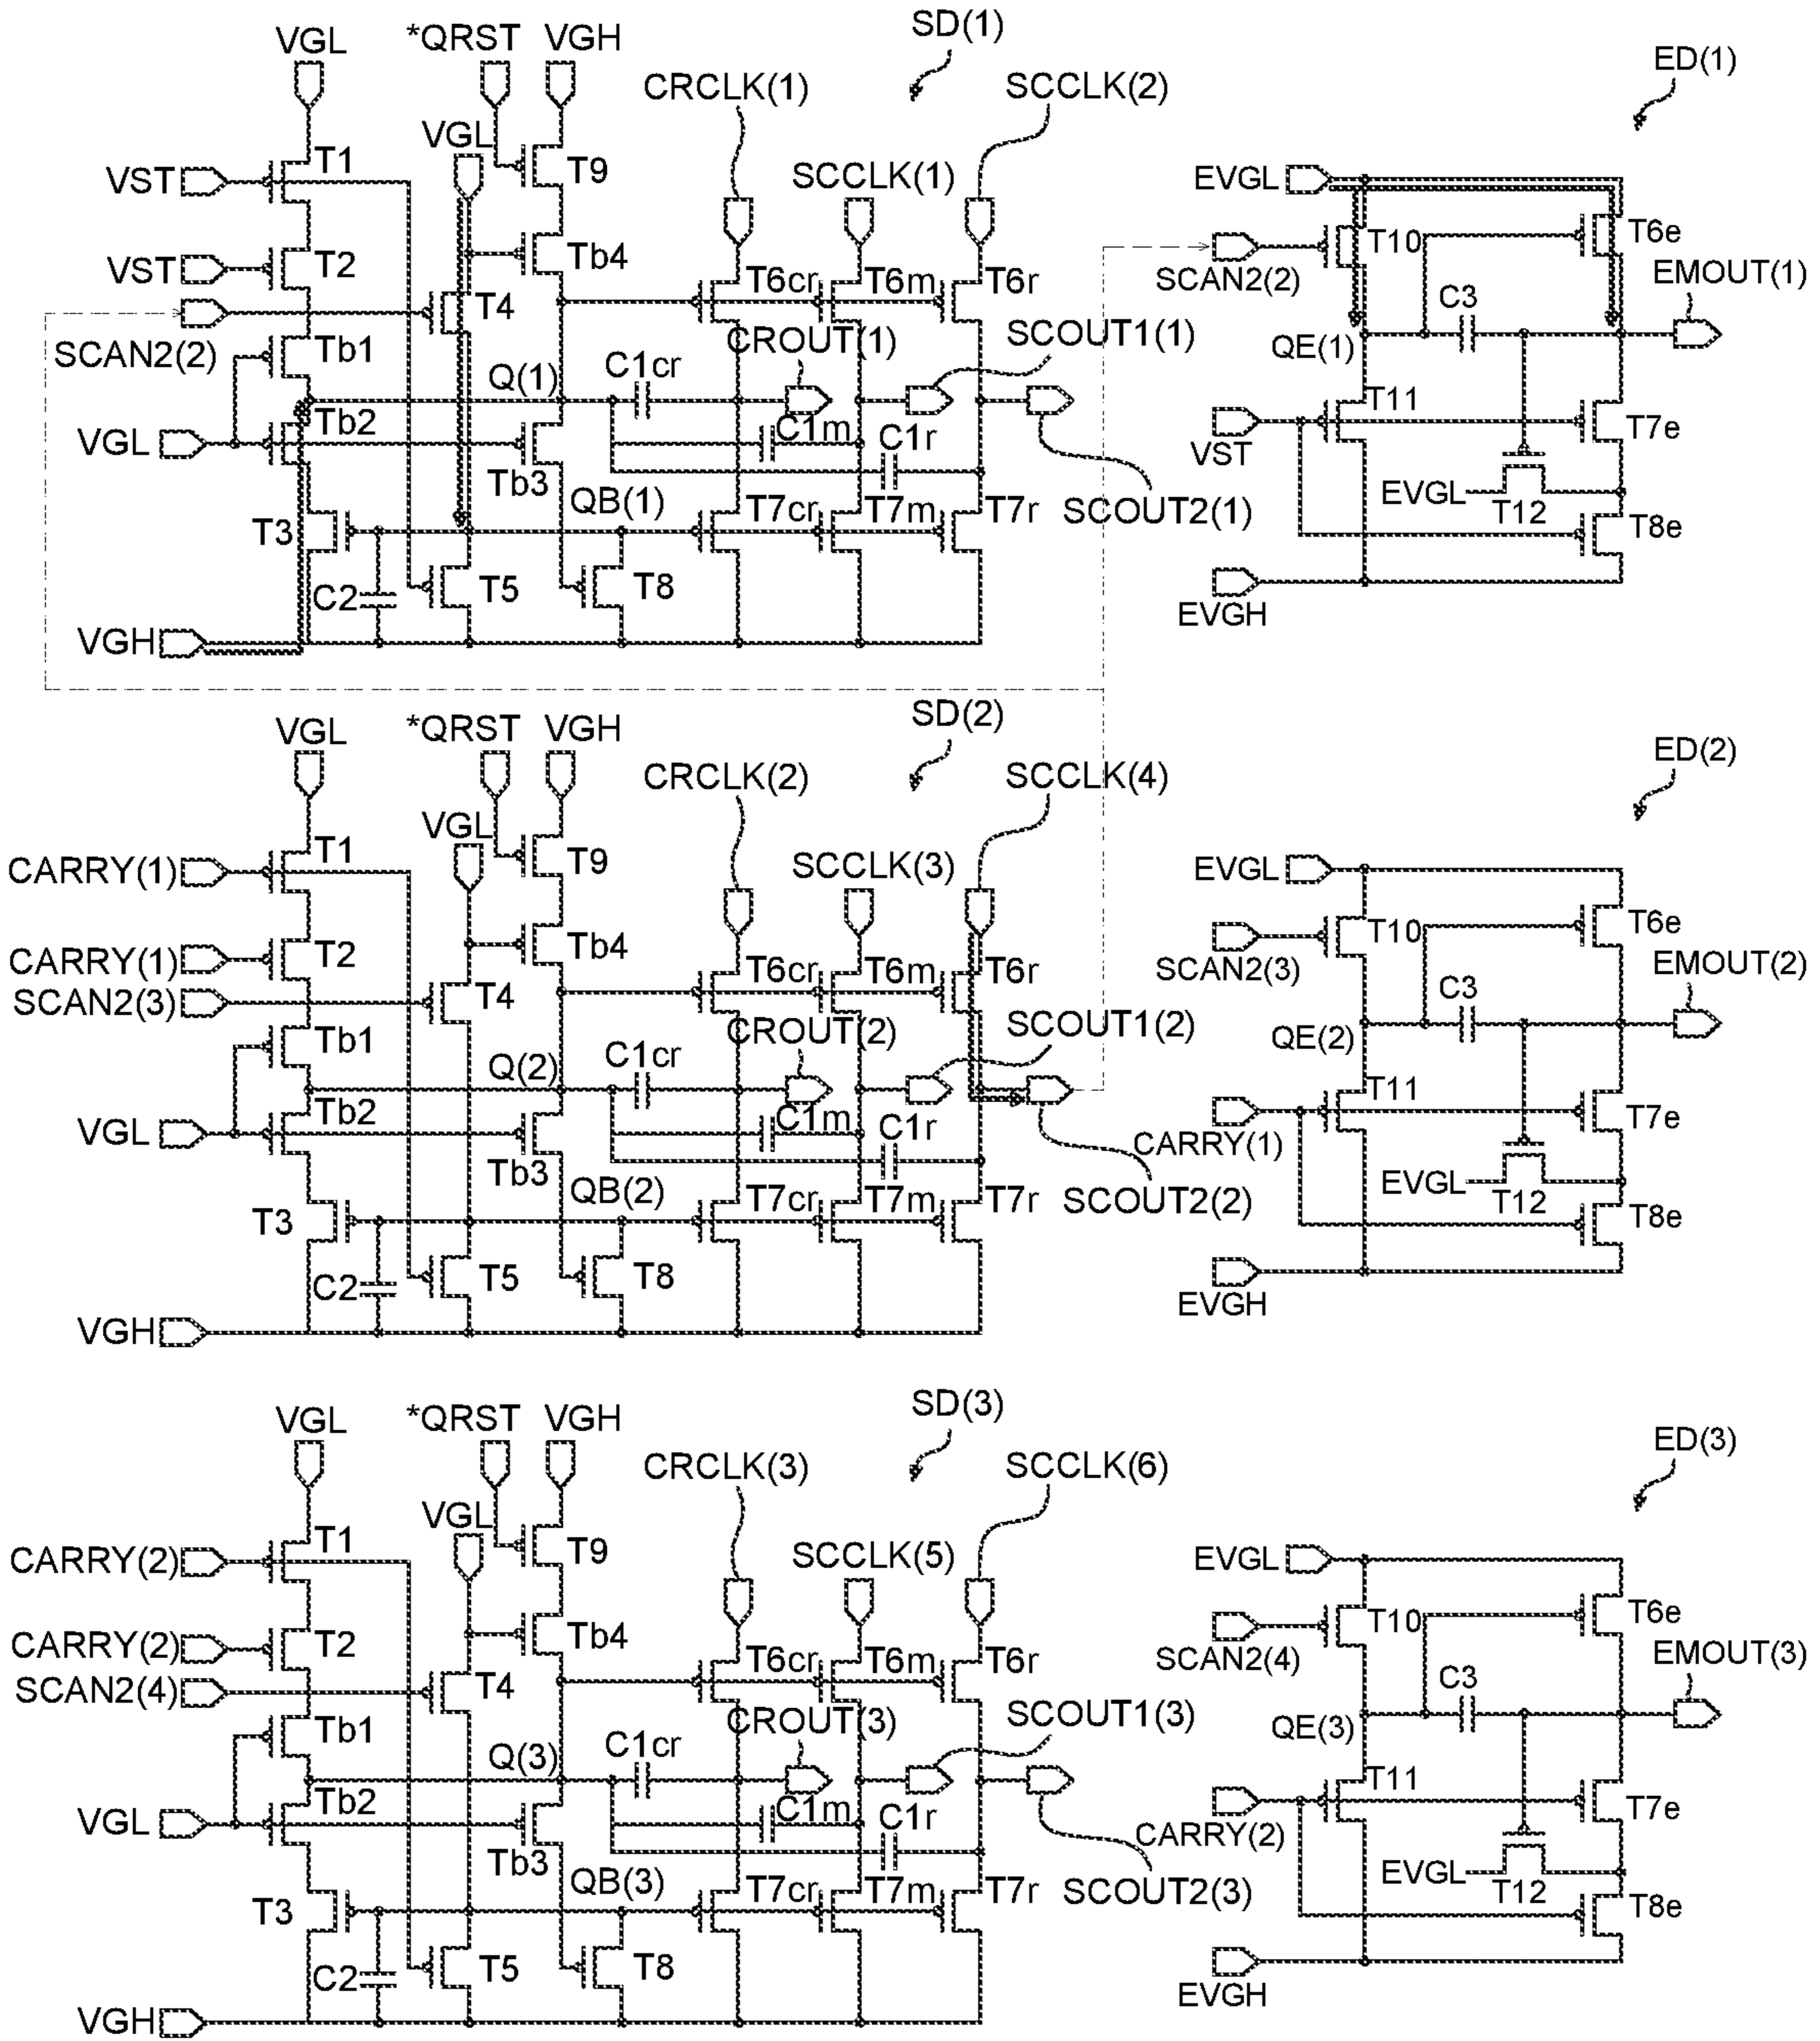 SD(1)
VGL *QRST VGH
ED(1)
CRCLK(1) SCCLK(2)
VGL
T1 T9
VST SCCLK(1) EVGL
T2 Tb4 T10 T6e
VST T6cr T6m T6r SCAN2(2) EMOUT(1)
T4 C3
SCAN2(2) Tb1 CROUT(1) SCOUT1(1)
Q(1) C1cr QE(1)
Tb2 C1m C1r T11 T7e
VGL VST
Tb3 QB(1) EVGL
T3 T7cr T7m T7r SCOUT2(1) T12 T8e
C2 T5 T8
EVGH
VGH
SD(2)
VGL *QRST VGH
ED(2)
CRCLK(2) SCCLK(4)
VGL
T1 T9
CARRY(1) SCCLK(3) EVGL
T2 Tb4 T10 T6e
CARRY(1) T6cr T6m T6r SCAN2(3) EMOUT(2)
SCAN2(3) T4 C3
Tb1 CROUT(2) SCOUT1(2)
Q(2) C1cr QE(2)
Tb2 C1m C1r T11 T7e
VGL CARRY(1)
Tb3 QB(2) EVGL
T3 T7cr T7m T7r SCOUT2(2) T12 T8e
C2 T5 T8
EVGH
VGH
SD(3)
VGL *QRST VGH
ED(3)
CRCLK(3) SCCLK(6)
VGL
T1 T9
CARRY(2) SCCLK(5) EVGL
T2 Tb4 T10 T6e
CARRY(2) T6cr T6m T6r SCAN2(4) EMOUT(3)
SCAN2(4) T4 C3
Tb1 CROUT(3) SCOUT1(3)
Q(3) C1cr QE(3)
Tb2 C1m C1r T11 T7e
VGL CARRY(2)
Tb3 QB(3) EVGL
T3 T7cr T7m T7r SCOUT2(3) T12 T8e
C2 T5 T8
EVGH
VGH